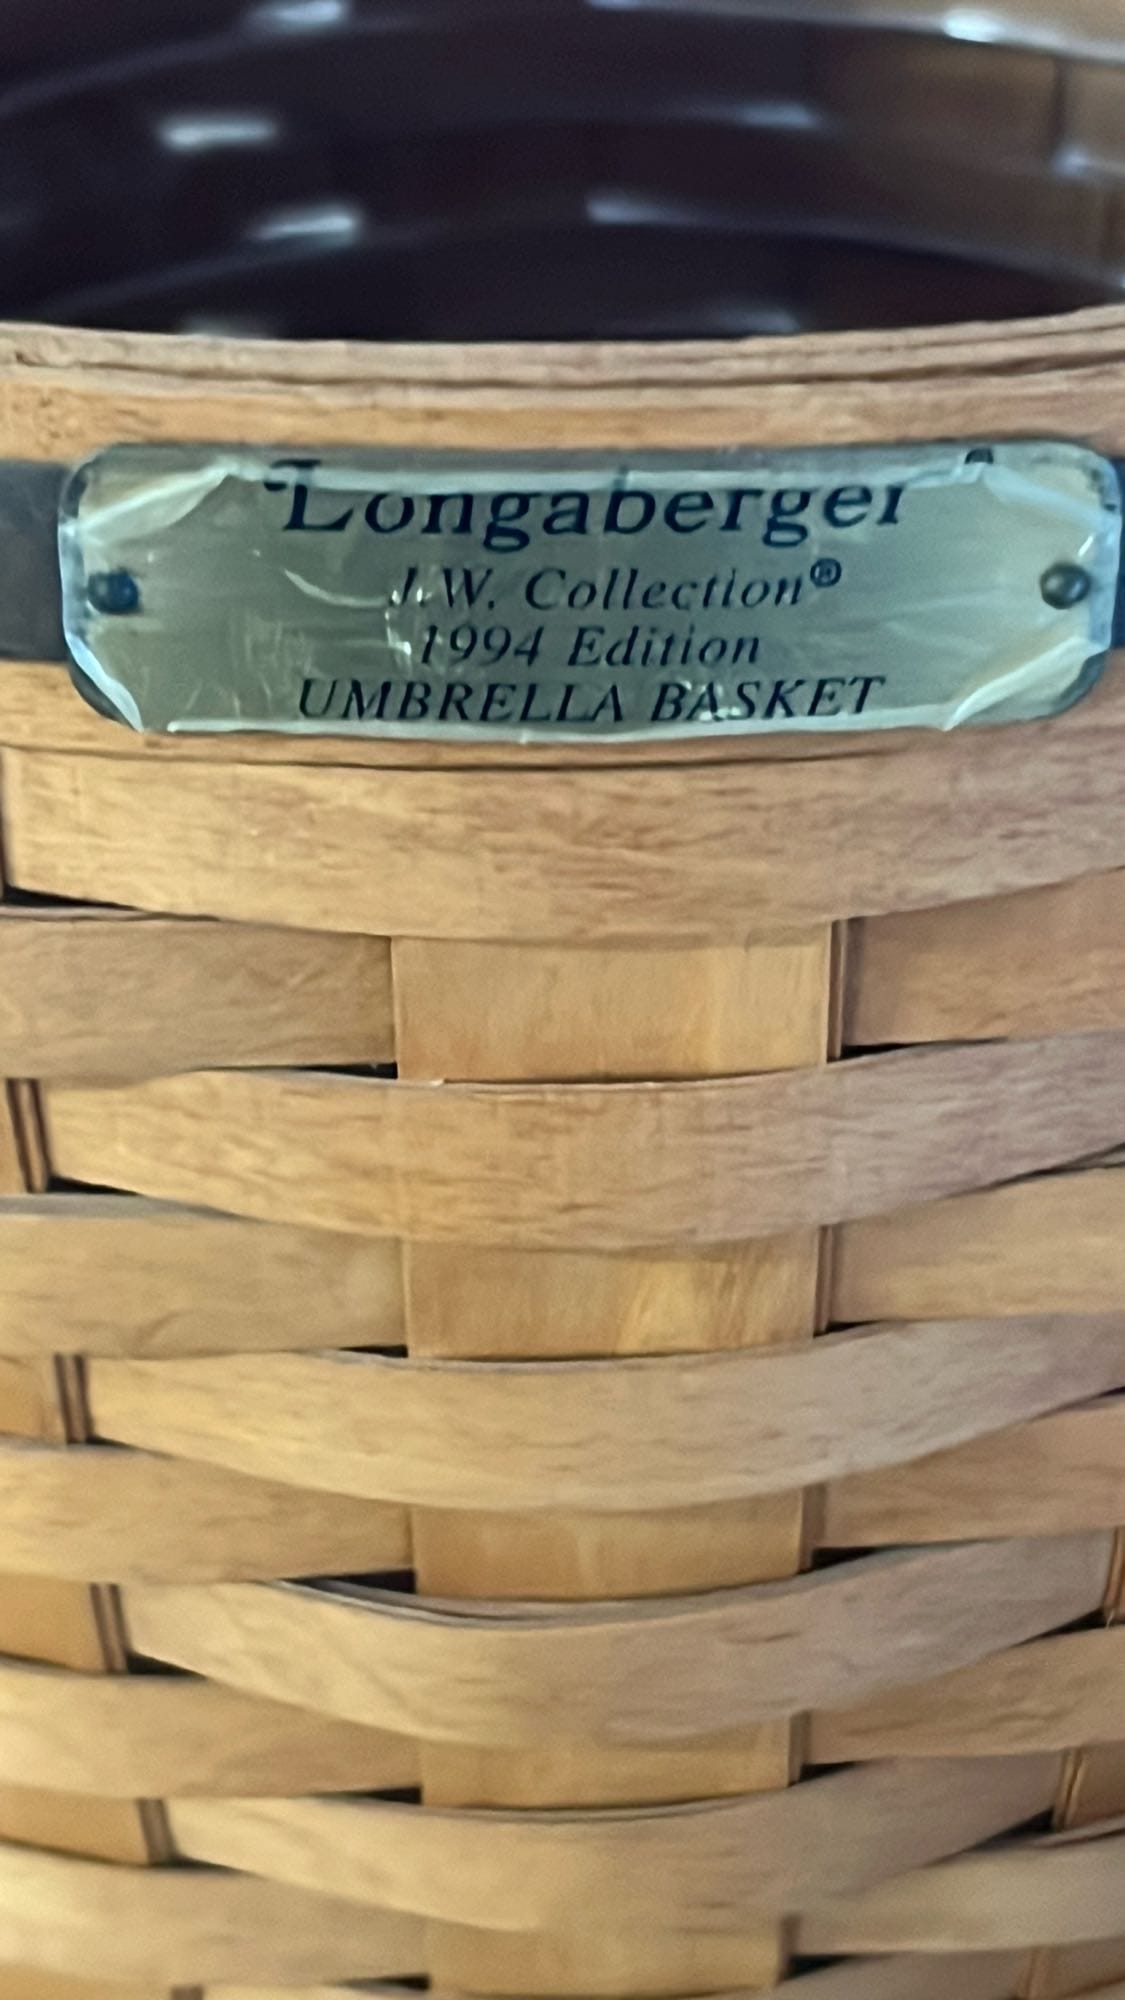 Longaberger®
J.W. Collection®
1994 Edition
UMBRELLA BASKET